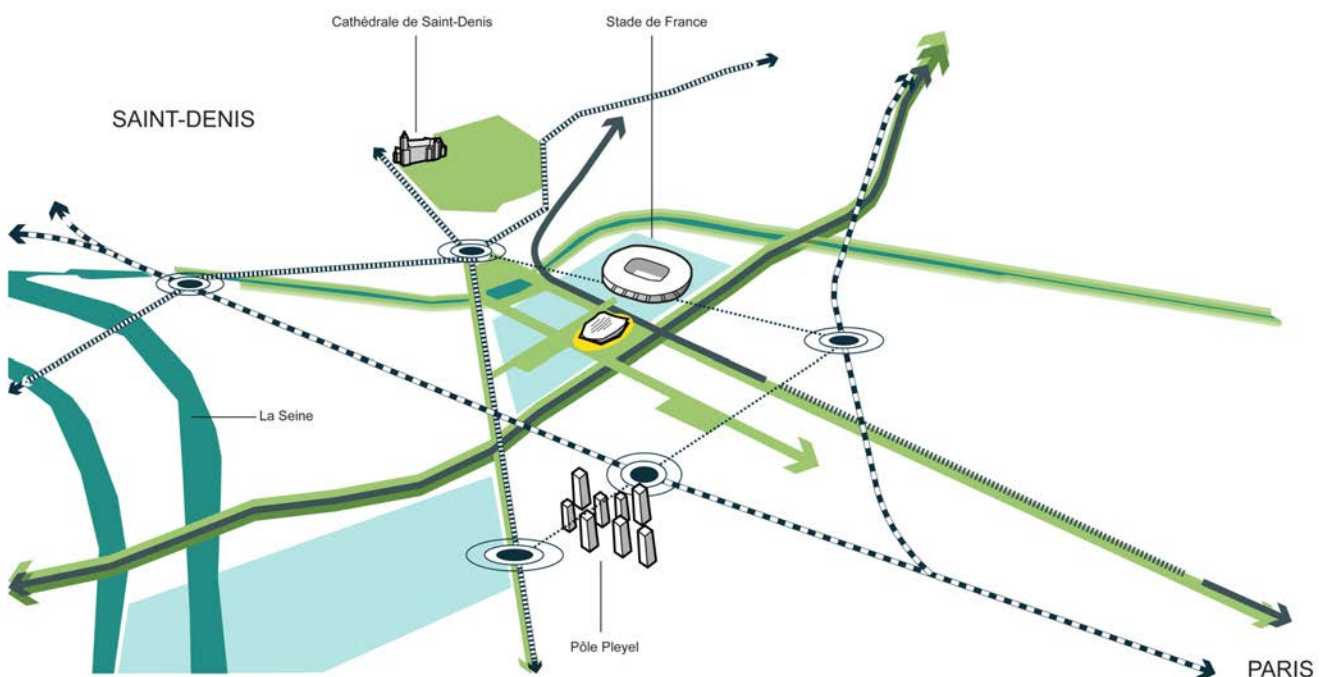 Cathédrale de Saint-Denis
Stade de France
SAINT-DENIS
La Seine
Pôle Pleyel
PARIS